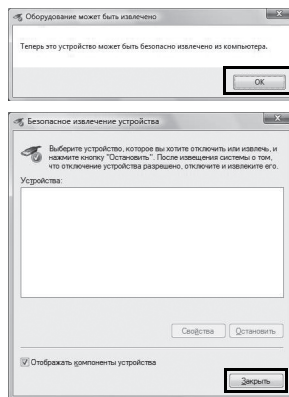 Оборудование может быть извлечено
Теперь это устройство может быть безопасно извлечено из компьютера.
OK
Безопасное извлечение устройства
Выберите устройство, которое вы хотите отключить или извлечь, и
нажмите кнопку "Остановить". После извещения системы о том,
что отключение устройства разрешено, отключите и извлеките его.
Устройства:
Свойства Остановить
Отображать компоненты устройства
Закрыть